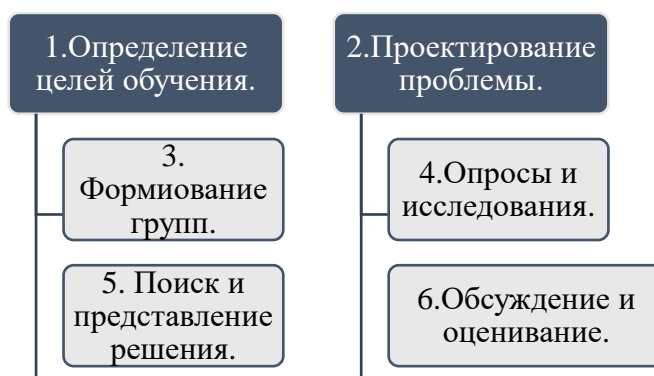 1.Определение
целей обучения.
2.Проектирование
проблемы.
3.
Формиование
групп.
4.Опросы и
исследования.
5. Поиск и
представление
решения.
6.Обсуждение и
оценивание.